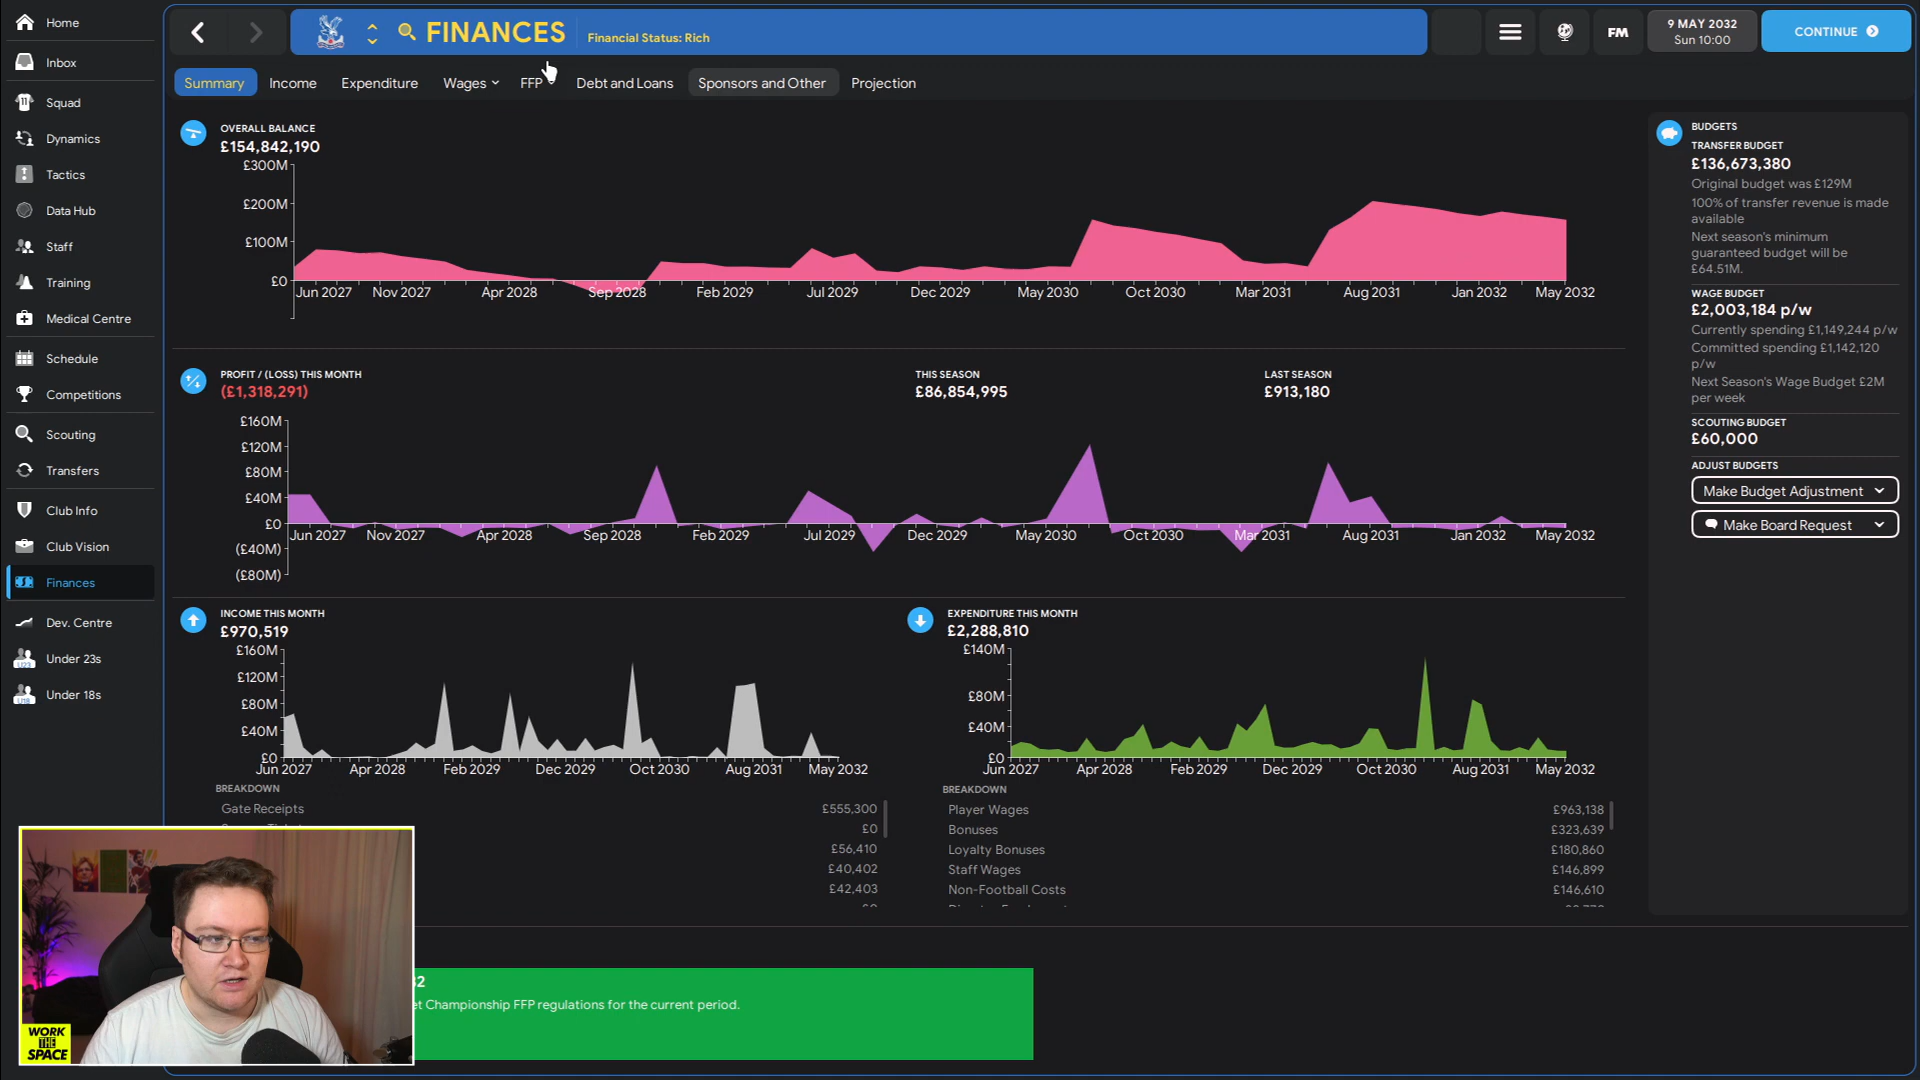 Home
Inbox
Squad
Dynamics
Tactics
Data Hub
Staff
Training
Medical Centre
Schedule
Competitions
Scouting
Transfers
Club Info
Club Vision
Finances
Dev. Centre
Under 23s
Under 18s
FINANCES
Financial Status: Rich
FM
9 MAY 2032
Sun 10:00
CONTINUE
Summary
Income
Expenditure
Wages
FFP
Debt and Loans
Sponsors and Other
Projection
OVERALL BALANCE
£154,842,190
£300M
£200M
£100M
£0
Jun 2027 Nov 2027 Apr 2028 Sep 2028 Feb 2029 Jul 2029 Dec 2029 May 2030 Oct 2030 Mar 2031 Aug 2031 Jan 2032 May 2032
PROFIT / (LOSS) THIS MONTH
(£1,318,291)
THIS SEASON
£86,854,995
LAST SEASON
£913,180
£160M
£120M
£80M
£40M
£0
(£40M)
(£80M)
Jun 2027 Nov 2027 Apr 2028 Sep 2028 Feb 2029 Jul 2029 Dec 2029 May 2030 Oct 2030 Mar 2031 Aug 2031 Jan 2032 May 2032
INCOME THIS MONTH
£970,519
£160M
£120M
£80M
£40M
£0
Jun 2027 Apr 2028 Feb 2029 Dec 2029 Oct 2030 Aug 2031 May 2032
BREAKDOWN
Gate Receipts £555,300
£0
£56,410
£40,402
£42,403
EXPENDITURE THIS MONTH
£2,288,810
£140M
£80M
£40M
£0
Jun 2027 Apr 2028 Feb 2029 Dec 2029 Oct 2030 Aug 2031 May 2032
BREAKDOWN
Player Wages £963,138
Bonuses £323,639
Loyalty Bonuses £180,860
Staff Wages £146,899
Non-Football Costs £146,610
BUDGETS
TRANSFER BUDGET
£136,673,380
Original budget was £129M
100% of transfer revenue is made
available
Next season's minimum
guaranteed budget will be
£64.51M.
WAGE BUDGET
£2,003,184 p/w
Currently spending £1,149,244 p/w
Committed spending £1,142,120
p/w
Next Season's Wage Budget £2M
per week
SCOUTING BUDGET
£60,000
ADJUST BUDGETS
Make Budget Adjustment
Make Board Request
32
et Championship FFP regulations for the current period.
WORK
THE
SPACE